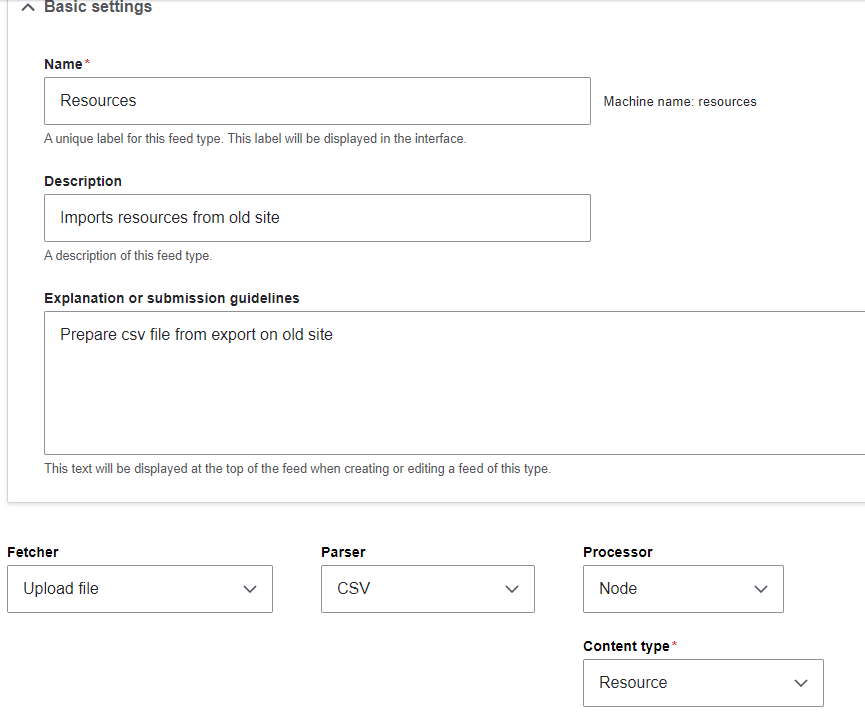 Basic settings
Name*
Resources
Machine name: resources
A unique label for this feed type. This label will be displayed in the interface.
Description
Imports resources from old site
A description of this feed type.
Explanation or submission guidelines
Prepare csv file from export on old site
This text will be displayed at the top of the feed when creating or editing a feed of this type.
Fetcher Parser Processor
Upload file CSV Node
Content type*
Resource